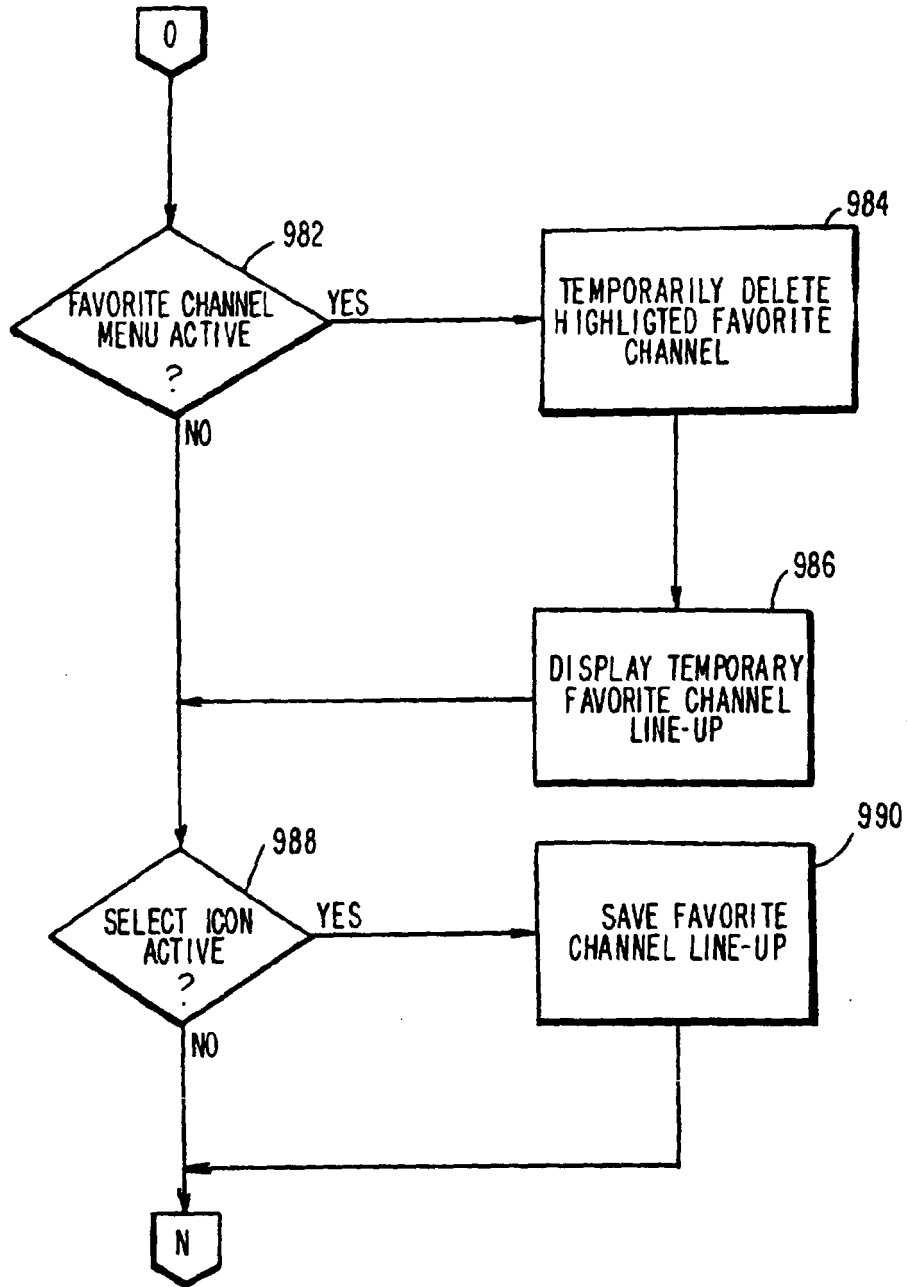 O
982
FAVORITE CHANNEL
MENU ACTIVE
?
YES
NO
984
TEMPORARILY DELETE
HIGHLIGTED FAVORITE
CHANNEL
986
DISPLAY TEMPORARY
FAVORITE CHANNEL
LINE-UP
988
SELECT ICON
ACTIVE
?
YES
NO
990
SAVE FAVORITE
CHANNEL LINE-UP
N